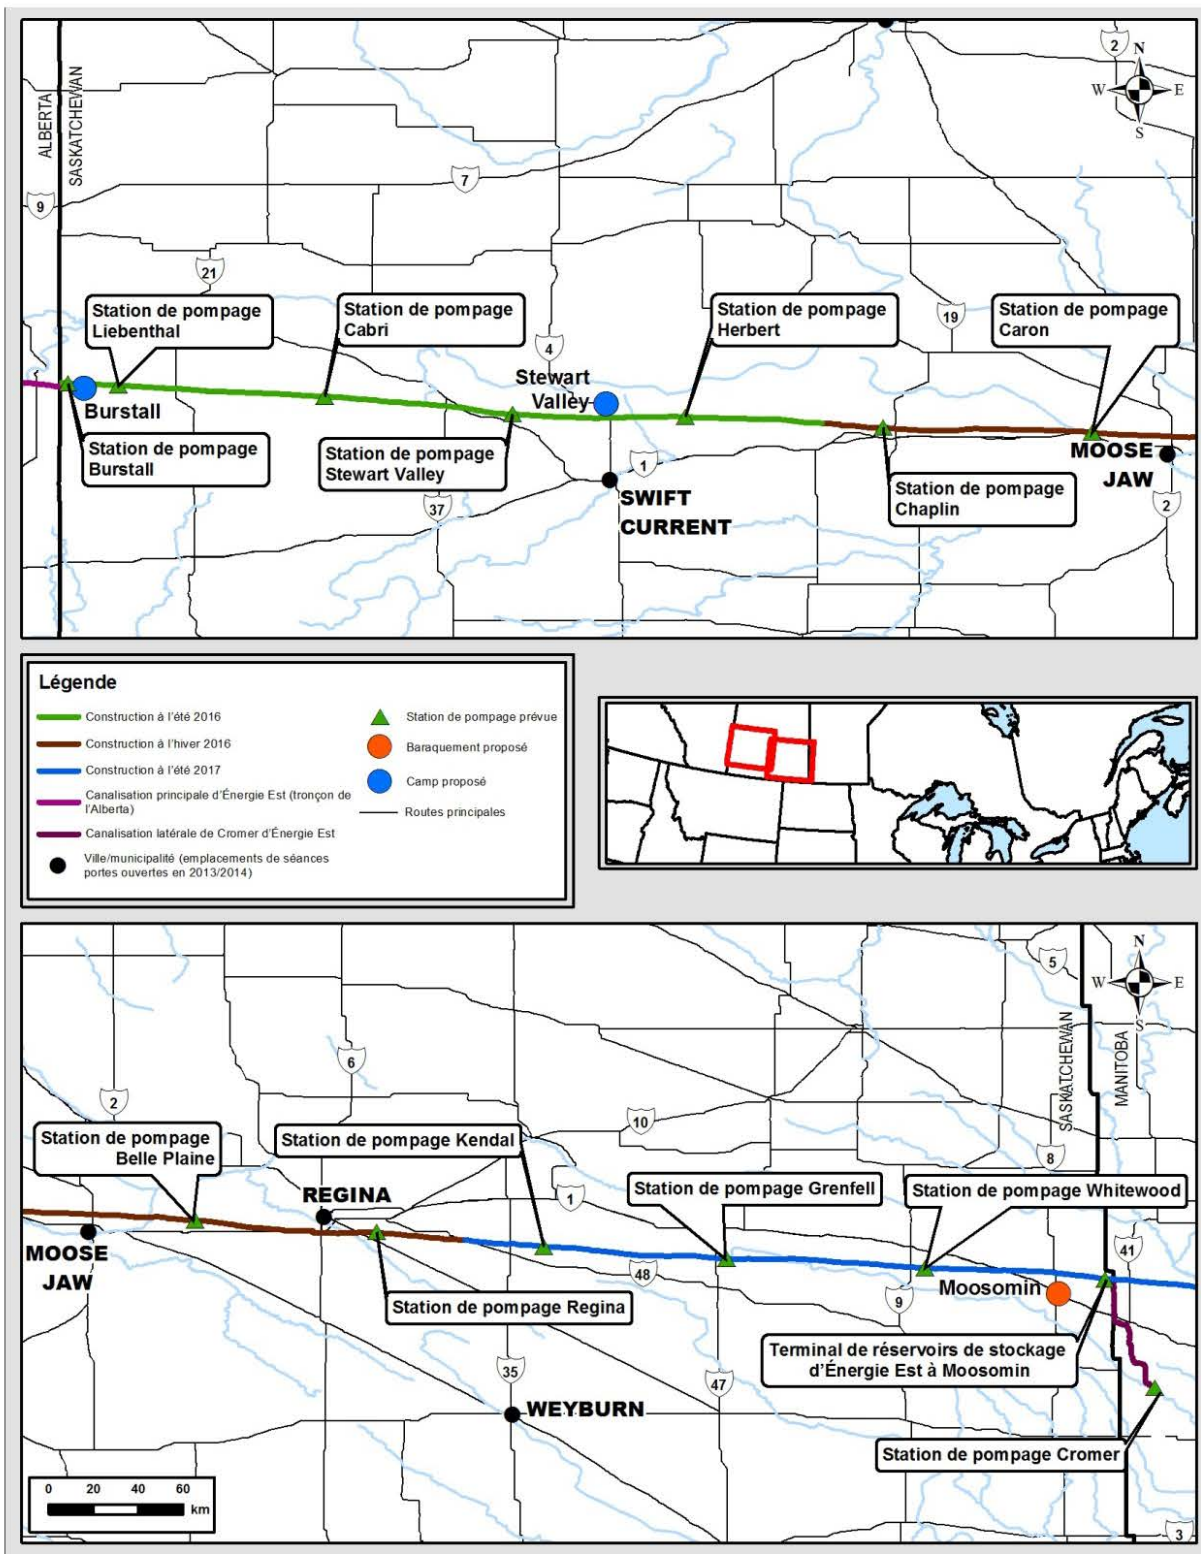 2
N
W
E
S
ALBERTA
SASKATCHEWAN
7
9
21
Station de pompage
Liebenthal
Station de pompage
Cabri
Station de pompage
Herbert
19
Station de pompage
Caron
4
Stewart
Valley
Burstall
Station de pompage
Burstall
Station de pompage
Stewart Valley
1
MOOSE
JAW
SWIFT
CURRENT
Station de pompage
Chaplin
37
2
Légende
Construction à l'été 2016
Construction à l'hiver 2016
Construction à l'été 2017
Canalisation principale d'Énergie Est (tronçon de
l'Alberta)
Canalisation latérale de Cromer d'Énergie Est
Ville/municipalité (emplacements de séances
portes ouvertes en 2013/2014)
Station de pompage prévue
Baraquement proposé
Camp proposé
Routes principales
5
N
W
E
S
SASKATCHEWAN
MANITOBA
6
2
10
8
Station de pompage
Belle Plaine
Station de pompage Kendal
REGINA
1
Station de pompage Grenfell
Station de pompage Whitewood
41
MOOSE
JAW
48
Moosomin
9
Station de pompage Regina
Terminal de réservoirs de stockage
d'Énergie Est à Moosomin
35
47
WEYBURN
Station de pompage Cromer
0 20 40 60
km
3